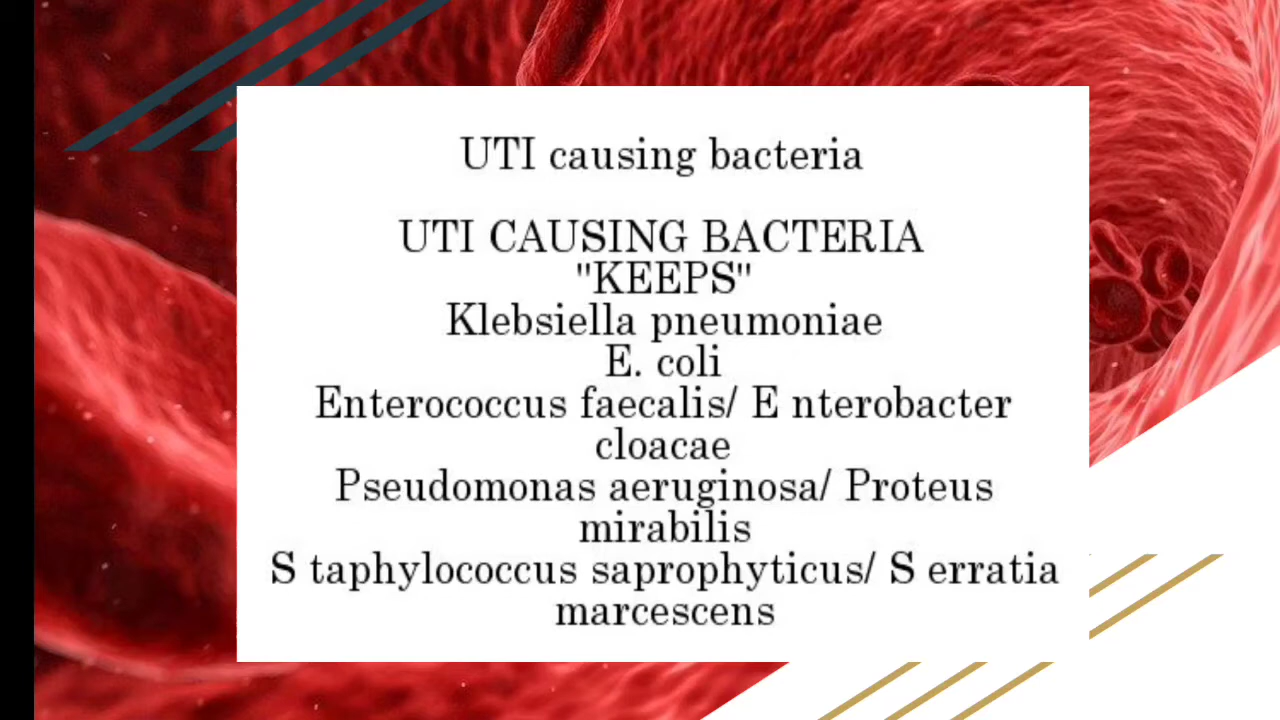 UTI causing bacteria
UTI CAUSING BACTERIA
"KEEPS"
Klebsiella pneumoniae
E. coli
Enterococcus faecalis/ E nterobacter
cloacae
Pseudomonas aeruginosa/ Proteus
mirabilis
S taphylococcus saprophyticus/ S erratia
marcescens